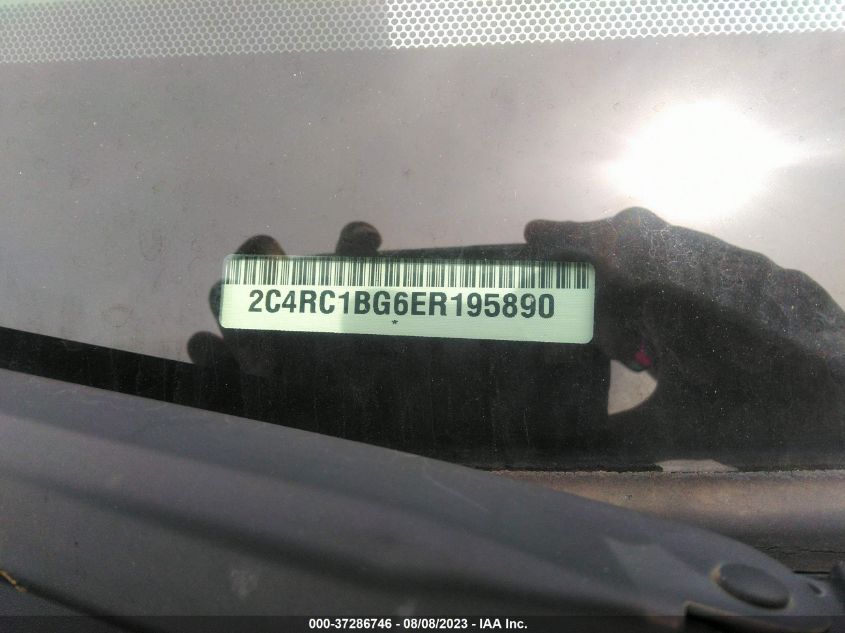 2C4RC1BG6ER195890
*
000-37286746 - 08/08/2023 - IAA Inc.